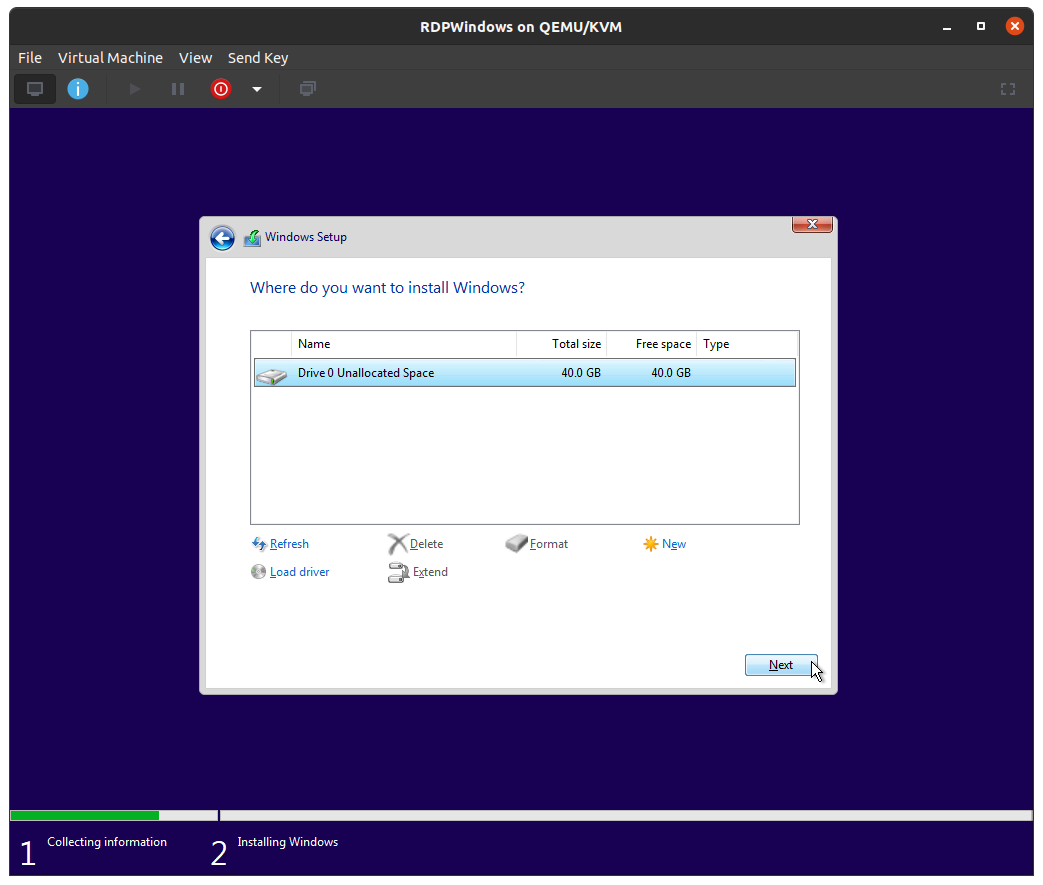 RDPWindows on QEMU/KVM
File Virtual Machine View Send Key
Windows Setup
Where do you want to install Windows?
Name Total size Free space Type
Drive 0 Unallocated Space 40.0 GB 40.0 GB
Refresh Delete Format New
Load driver Extend
Next
1 Collecting information 2 Installing Windows